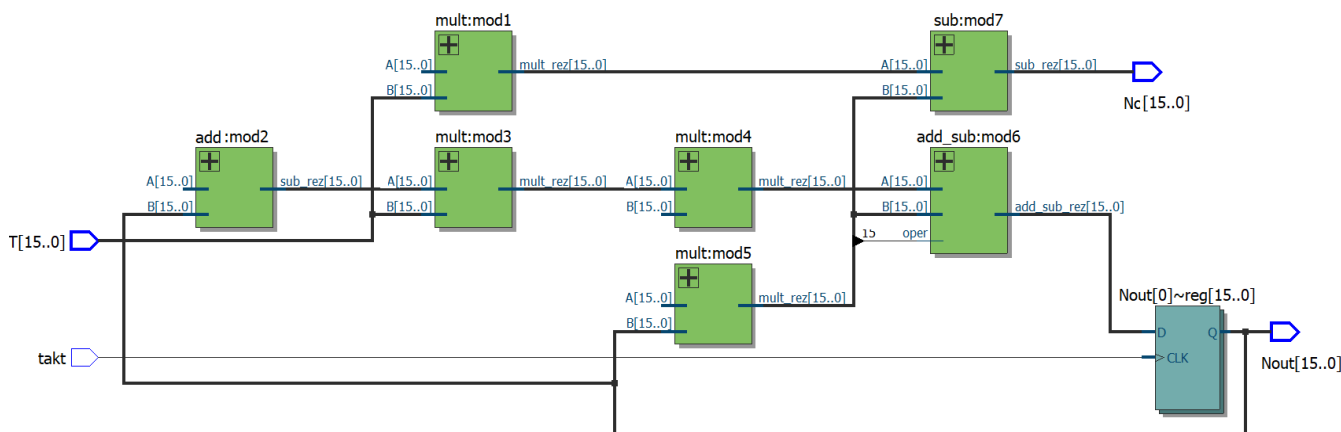 mult:mod1
A[15..0]
mult_rez[15..0]
B[15..0]
sub:mod7
A[15..0]
sub_rez[15..0]
B[15..0]
Nc[15..0]
add:mod2
A[15..0]
sub_rez[15..0]
B[15..0]
mult:mod3
A[15..0]
mult_rez[15..0]
B[15..0]
mult:mod4
A[15..0]
mult_rez[15..0]
B[15..0]
add_sub:mod6
A[15..0]
B[15..0]
add_sub_rez[15..0]
15 oper
T[15..0]
mult:mod5
A[15..0]
mult_rez[15..0]
B[15..0]
Nout[0]~reg[15..0]
D
Q
CLK
takt
Nout[15..0]